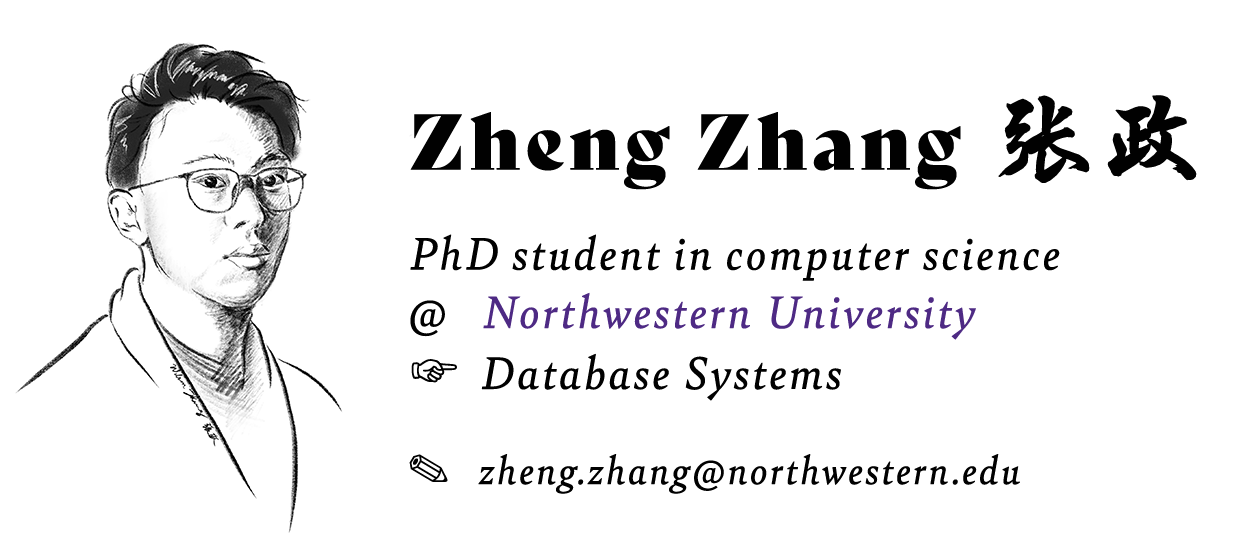 Zheng Zhang 张政
PhD student in computer science
@ Northwestern University
☞ Database Systems
✎ zheng.zhang@northwestern.edu